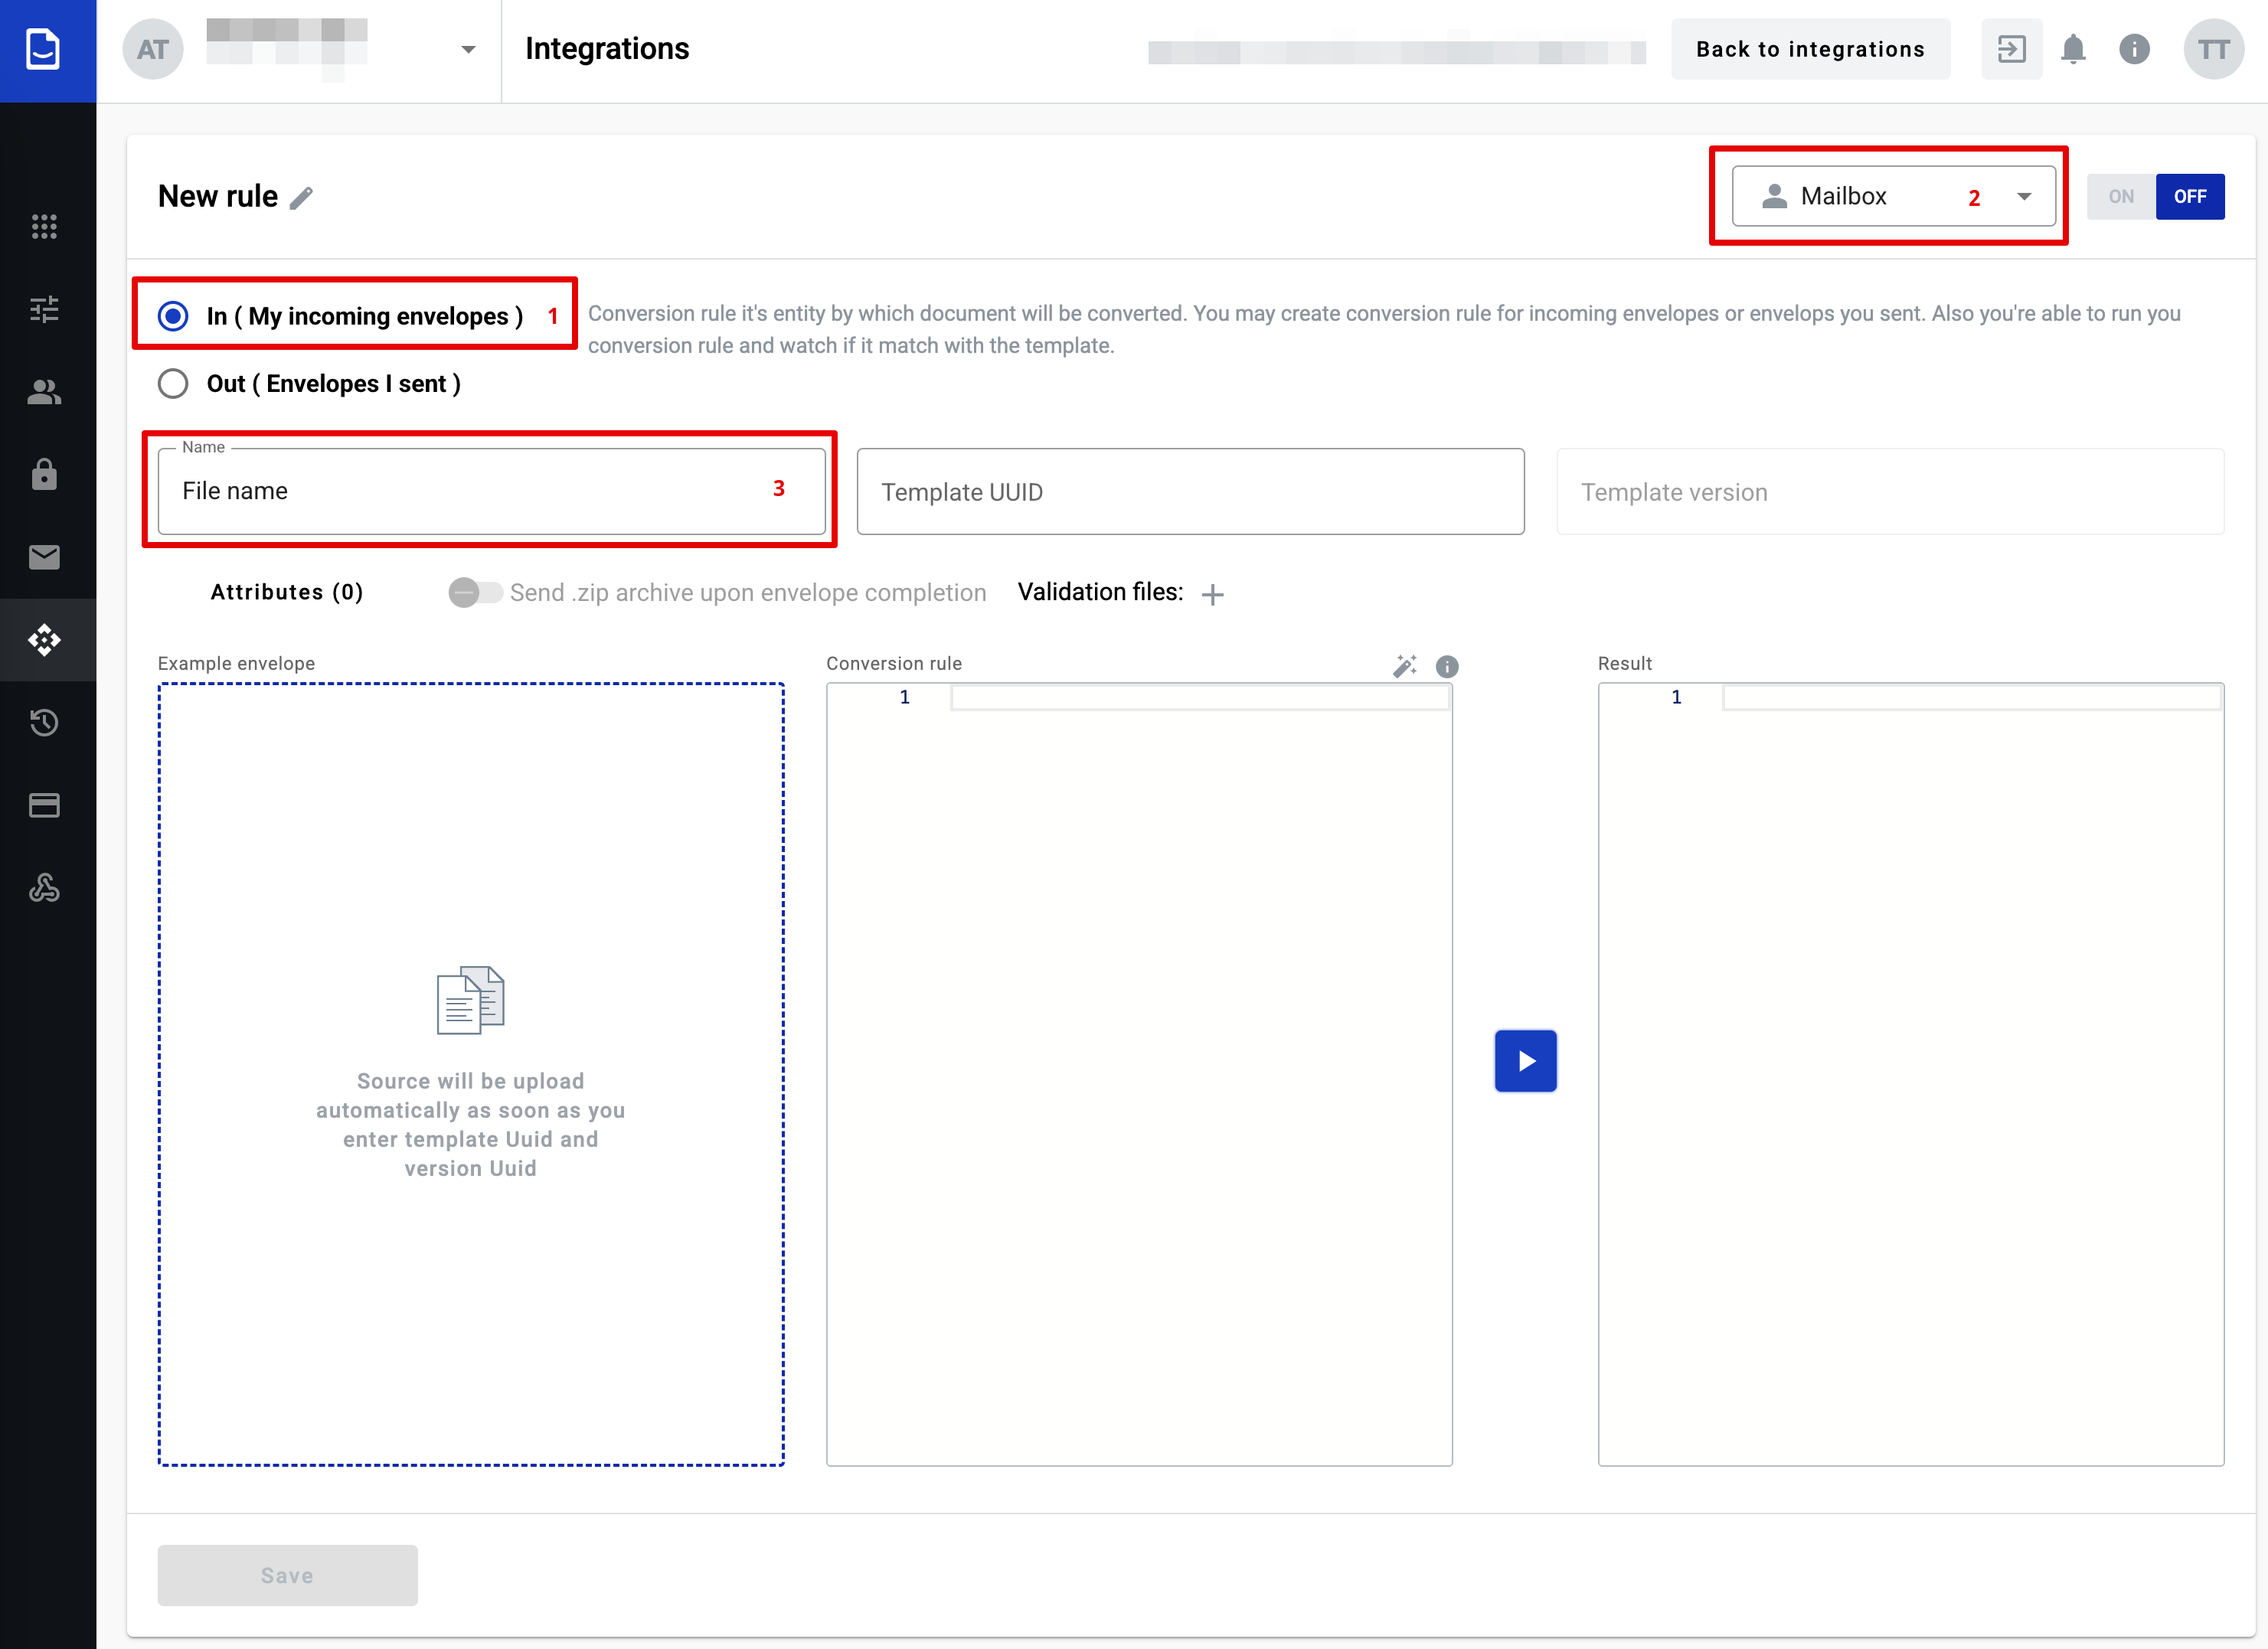 AT
Integrations
Back to integrations
TT
New rule
Mailbox 2
ON OFF
In ( My incoming envelopes ) 1
Conversion rule it's entity by which document will be converted. You may create conversion rule for incoming envelopes or envelops you sent. Also you're able to run you
conversion rule and watch if it match with the template.
Out ( Envelopes I sent )
Name
File name 3
Template UUID
Template version
Attributes (0)
Send .zip archive upon envelope completion
Validation files:
Example envelope
Source will be upload
automatically as soon as you
enter template Uuid and
version Uuid
Conversion rule
1
Result
1
Save